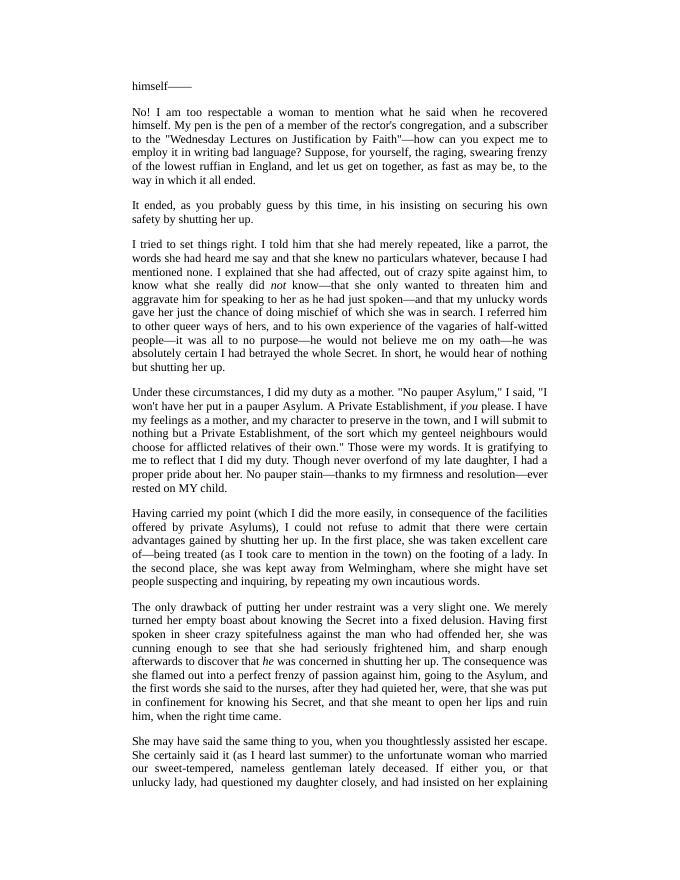 himself——
No! I am too respectable a woman to mention what he said when he recovered
himself. My pen is the pen of a member of the rector's congregation, and a subscriber
to the "Wednesday Lectures on Justification by Faith"—how can you expect me to
employ it in writing bad language? Suppose, for yourself, the raging, swearing frenzy
of the lowest ruffian in England, and let us get on together, as fast as may be, to the
way in which it all ended.
It ended, as you probably guess by this time, in his insisting on securing his own
safety by shutting her up.
I tried to set things right. I told him that she had merely repeated, like a parrot, the
words she had heard me say and that she knew no particulars whatever, because I had
mentioned none. I explained that she had affected, out of crazy spite against him, to
know what she really did not know—that she only wanted to threaten him and
aggravate him for speaking to her as he had just spoken—and that my unlucky words
gave her just the chance of doing mischief of which she was in search. I referred him
to other queer ways of hers, and to his own experience of the vagaries of half-witted
people—it was all to no purpose—he would not believe me on my oath—he was
absolutely certain I had betrayed the whole Secret. In short, he would hear of nothing
but shutting her up.
Under these circumstances, I did my duty as a mother. "No pauper Asylum," I said, "I
won't have her put in a pauper Asylum. A Private Establishment, if you please. I have
my feelings as a mother, and my character to preserve in the town, and I will submit to
nothing but a Private Establishment, of the sort which my genteel neighbours would
choose for afflicted relatives of their own." Those were my words. It is gratifying to
me to reflect that I did my duty. Though never overfond of my late daughter, I had a
proper pride about her. No pauper stain—thanks to my firmness and resolution—ever
rested on MY child.
Having carried my point (which I did the more easily, in consequence of the facilities
offered by private Asylums), I could not refuse to admit that there were certain
advantages gained by shutting her up. In the first place, she was taken excellent care
of—being treated (as I took care to mention in the town) on the footing of a lady. In
the second place, she was kept away from Welmingham, where she might have set
people suspecting and inquiring, by repeating my own incautious words.
The only drawback of putting her under restraint was a very slight one. We merely
turned her empty boast about knowing the Secret into a fixed delusion. Having first
spoken in sheer crazy spitefulness against the man who had offended her, she was
cunning enough to see that she had seriously frightened him, and sharp enough
afterwards to discover that he was concerned in shutting her up. The consequence was
she flamed out into a perfect frenzy of passion against him, going to the Asylum, and
the first words she said to the nurses, after they had quieted her, were, that she was put
in confinement for knowing his Secret, and that she meant to open her lips and ruin
him, when the right time came.
She may have said the same thing to you, when you thoughtlessly assisted her escape.
She certainly said it (as I heard last summer) to the unfortunate woman who married
our sweet-tempered, nameless gentleman lately deceased. If either you, or that
unlucky lady, had questioned my daughter closely, and had insisted on her explaining